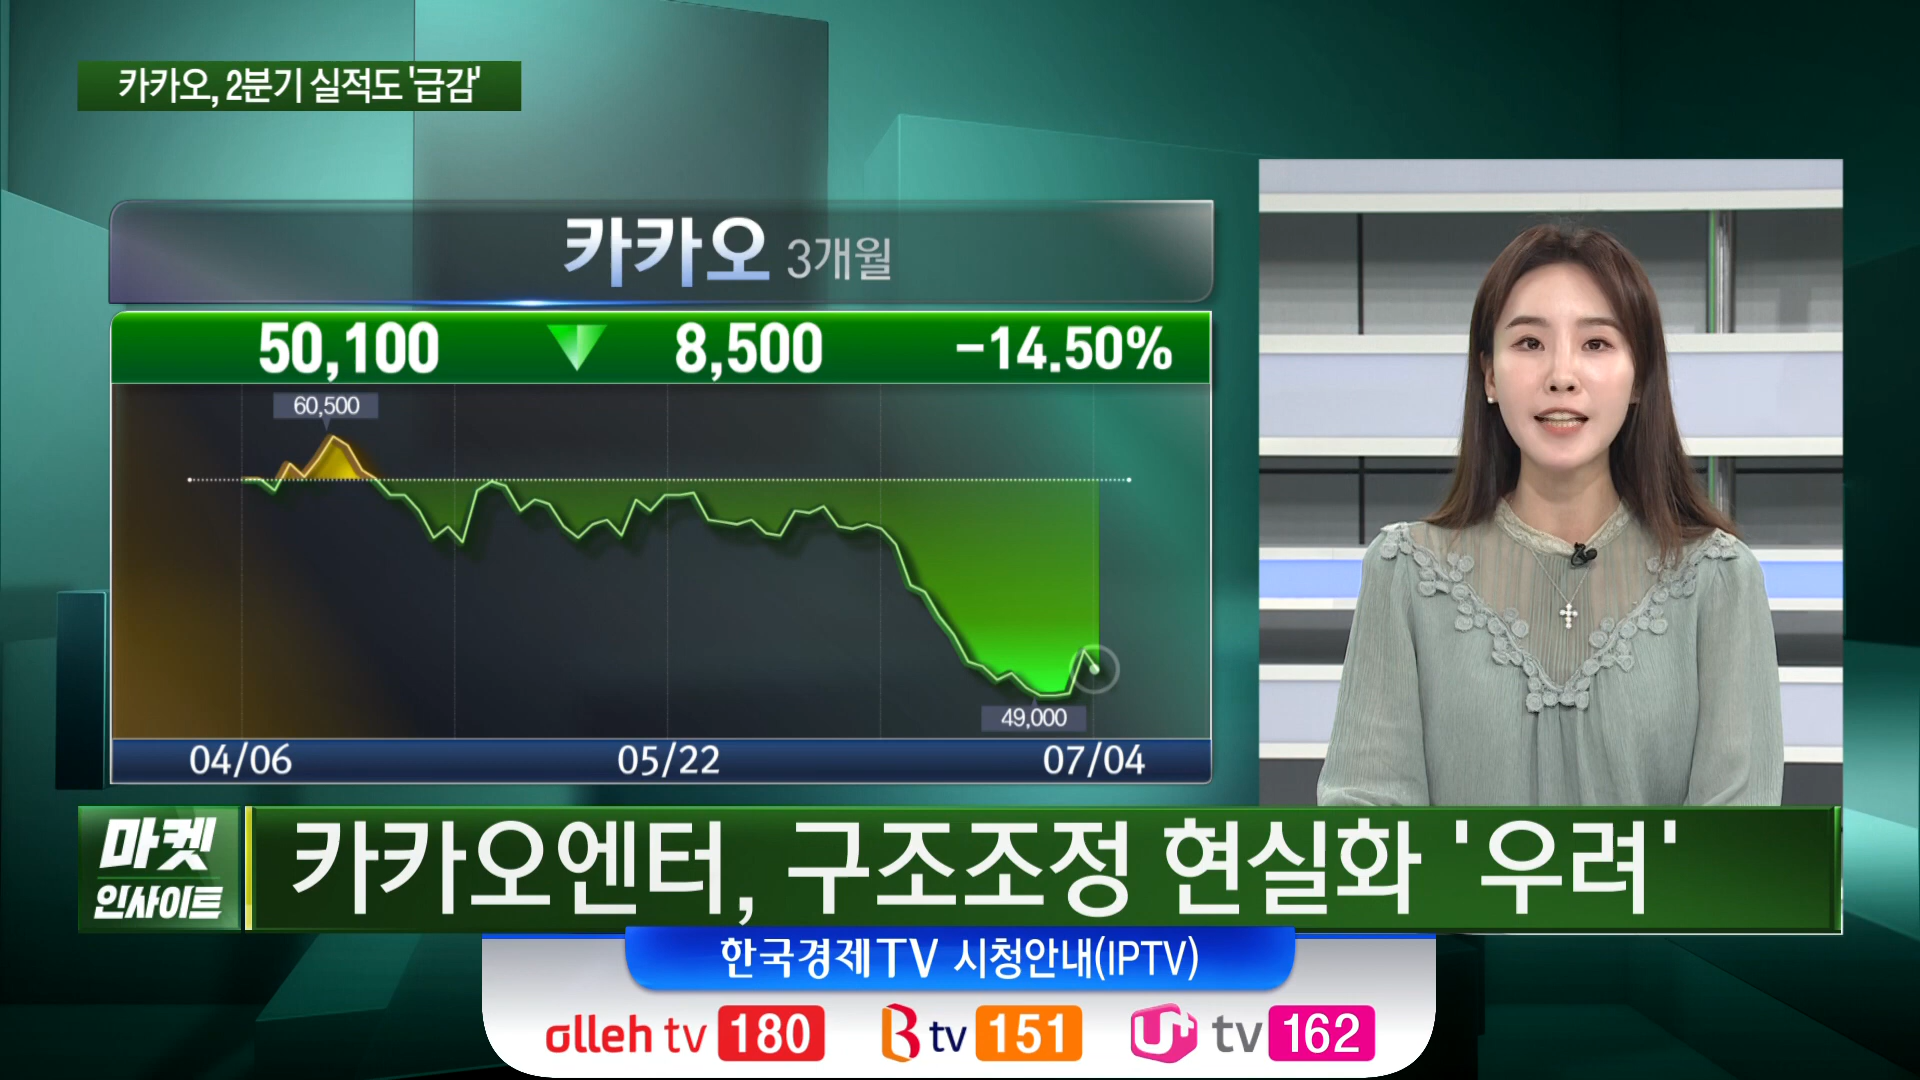 카카오, 2분기 실적도 '급감'
카카오 3개월
50,100 ▼ 8,500 -14.50%
60,500
49,000
04/06 05/22 07/04
마켓
인사이트
카카오엔터, 구조조정 현실화 '우려'
한국경제TV 시청안내(IPTV)
olleh tv 180 B tv 151 U+ tv 162